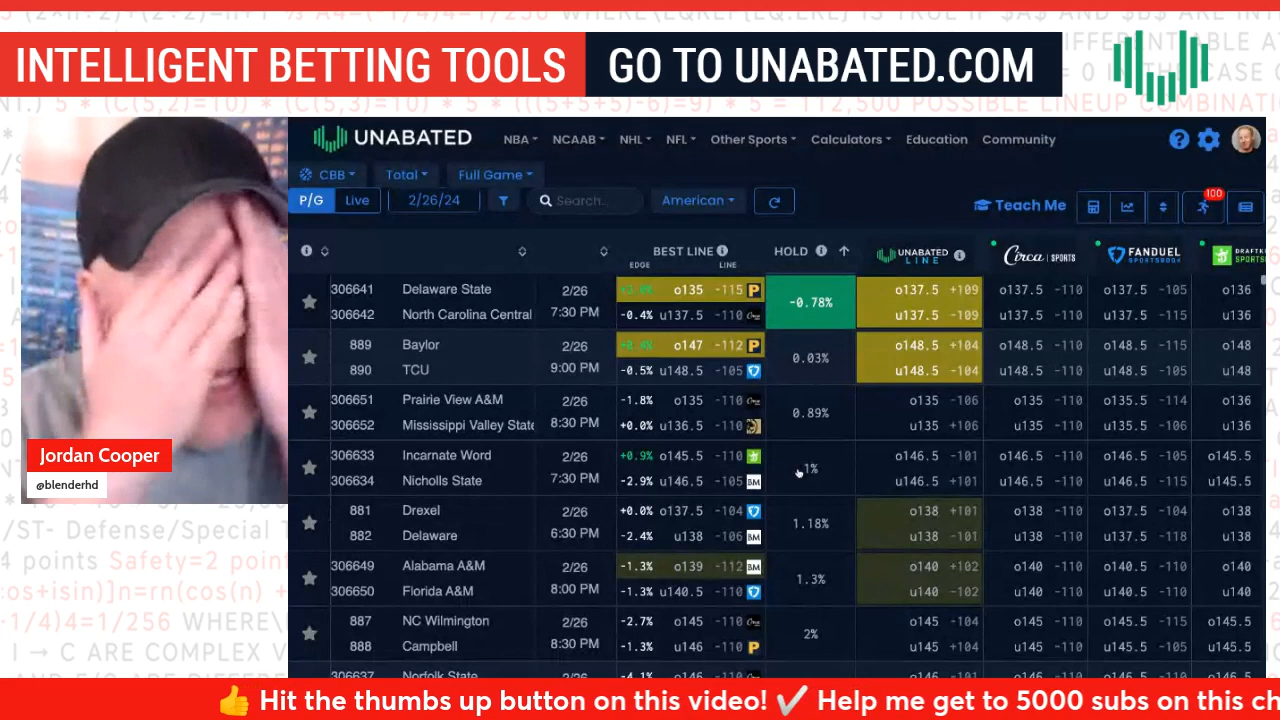 INTELLIGENT BETTING TOOLS GO TO UNABATED.COM
UNABATED NBA NCAAB NHL NFL Other Sports Calculators Education Community
CBB Total Full Game
P/G Live 2/26/24 Search... American Teach Me 100
BEST LINE HOLD UNABATED LINE Circa SPORTS FANDUEL SPORTSBOOK
EDGE LINE
306641 Delaware State 2/26 7:30 PM o135 -115 P -0.78% o137.5 +109 o137.5 -110 o137.5 -105 o136
306642 North Carolina Central -0.4% u137.5 -110 u137.5 -109 u137.5 -110 u137.5 -115 u136
889 Baylor 2/26 9:00 PM o147 -112 P 0.03% o148.5 +104 o148.5 -110 o148.5 -115 o148
890 TCU -0.5% u148.5 -105 u148.5 -104 u148.5 -110 u148.5 -105 u148
306651 Prairie View A&M 2/26 8:30 PM -1.8% o135 -110 0.89% o135 -106 o135 -110 o135.5 -114 o136
306652 Mississippi Valley State +0.0% u136.5 -110 u135 +106 u135 -110 u135.5 -106 u136
306633 Incarnate Word 2/26 7:30 PM +0.9% o145.5 -110 1% o146.5 -101 o146.5 -110 o146.5 -105 o145.5
306634 Nicholls State -2.9% u146.5 -105 BM u146.5 +101 u146.5 -110 u146.5 -115 u145.5
881 Drexel 2/26 6:30 PM +0.0% o137.5 -104 1.18% o138 +101 o138 -110 o137.5 -104 o138
882 Delaware -2.4% u138 -106 BM u138 -101 u138 -110 u137.5 -118 u138
306649 Alabama A&M 2/26 8:00 PM -1.3% o139 -112 BM 1.3% o140 +102 o140 -110 o140.5 -110 o140
306650 Florida A&M -1.3% u140.5 -110 u140 -102 u140 -110 u140.5 -110 u140
887 NC Wilmington 2/26 8:30 PM -2.7% o145 -110 2% o145 -104 o145 -110 o145.5 -115 o145.5
888 Campbell -1.3% u146 -110 P u145 +104 u145 -110 u145.5 -105 u145.5
Jordan Cooper
@blenderhd
👍 Hit the thumbs up button on this video! ✔ Help me get to 5000 subs on this ch